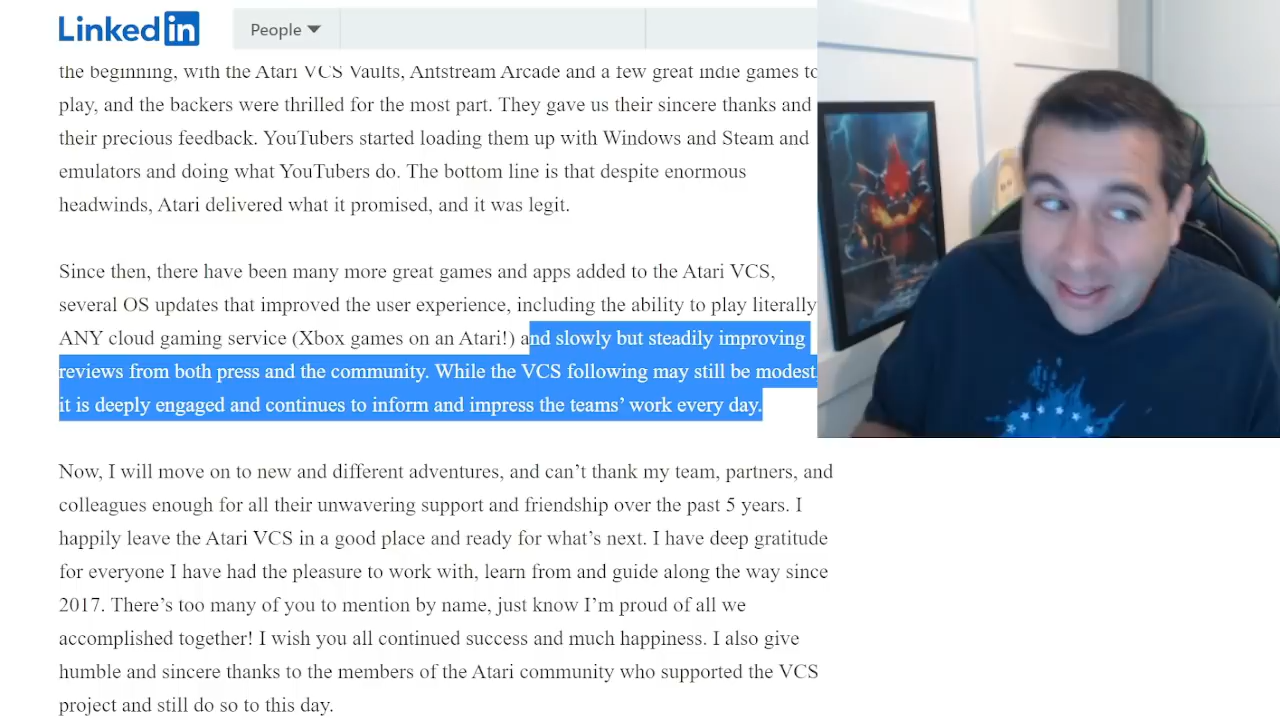 LinkedIn
People
the beginning, with the Atari VCS Vaults, Antstream Arcade and a few great indie games to
play, and the backers were thrilled for the most part. They gave us their sincere thanks and
their precious feedback. YouTubers started loading them up with Windows and Steam and
emulators and doing what YouTubers do. The bottom line is that despite enormous
headwinds, Atari delivered what it promised, and it was legit.
Since then, there have been many more great games and apps added to the Atari VCS,
several OS updates that improved the user experience, including the ability to play literally
ANY cloud gaming service (Xbox games on an Atari!) and slowly but steadily improving
reviews from both press and the community. While the VCS following may still be modest,
it is deeply engaged and continues to inform and impress the teams’ work every day.
Now, I will move on to new and different adventures, and can’t thank my team, partners, and
colleagues enough for all their unwavering support and friendship over the past 5 years. I
happily leave the Atari VCS in a good place and ready for what’s next. I have deep gratitude
for everyone I have had the pleasure to work with, learn from and guide along the way since
2017. There’s too many of you to mention by name, just know I’m proud of all we
accomplished together! I wish you all continued success and much happiness. I also give
humble and sincere thanks to the members of the Atari community who supported the VCS
project and still do so to this day.